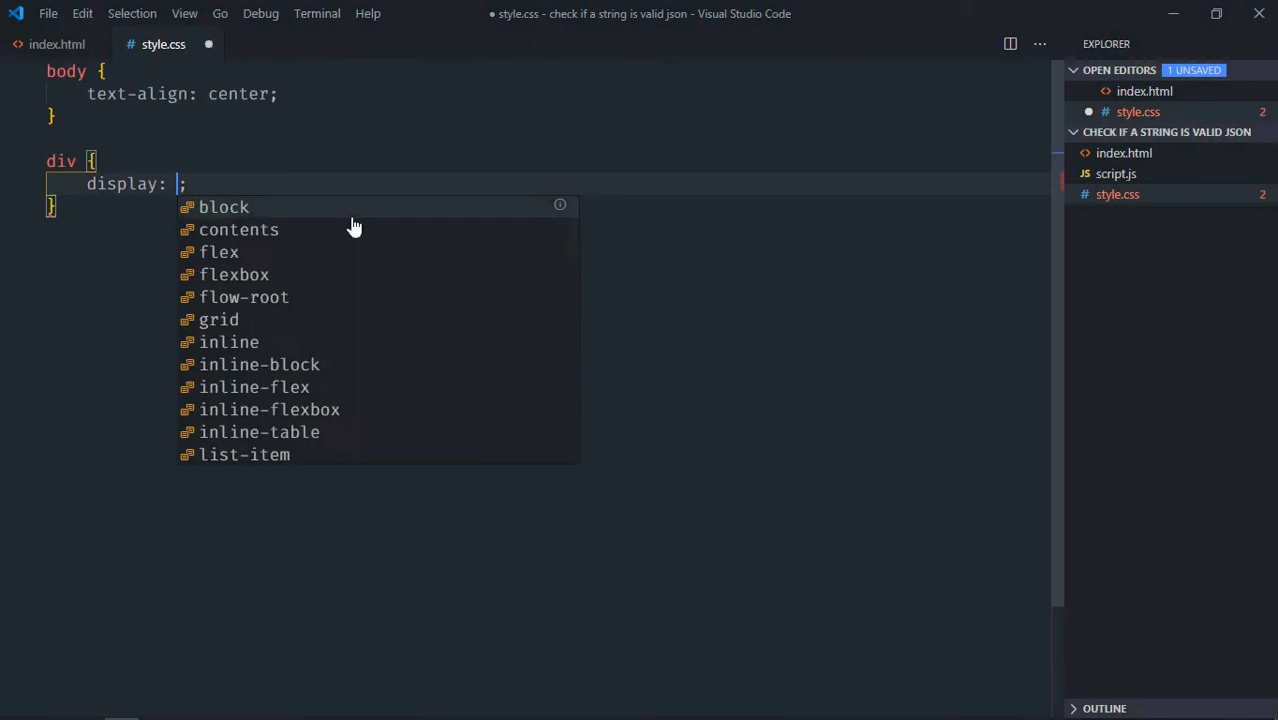 File Edit Selection View Go Debug Terminal Help
● style.css - check if a string is valid json - Visual Studio Code
<> index.html
# style.css ●
body {
text-align: center;
}
div {
display: ;
}
block
contents
flex
flexbox
flow-root
grid
inline
inline-block
inline-flex
inline-flexbox
inline-table
list-item
EXPLORER
OPEN EDITORS 1 UNSAVED
<> index.html
● # style.css 2
CHECK IF A STRING IS VALID JSON
<> index.html
JS script.js
# style.css 2
OUTLINE